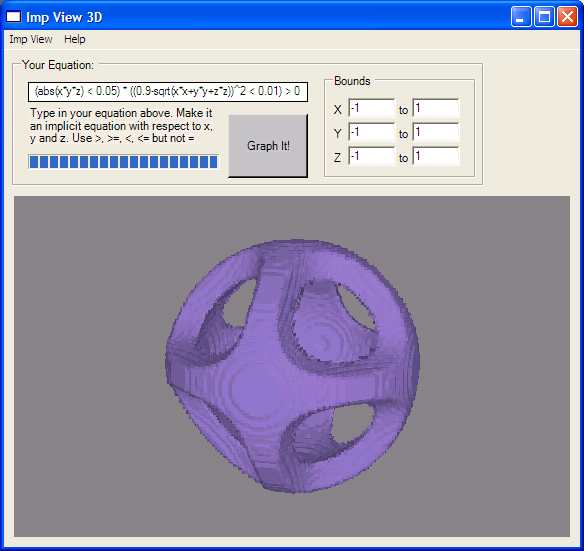 Imp View 3D
Imp View Help
Your Equation:
(abs(x*y*z) < 0.05) * ((0.9-sqrt(x*x+y*y+z*z))^2 < 0.01) > 0
Type in your equation above. Make it
an implicit equation with respect to x,
y and z. Use >, >=, <, <= but not =
Graph It!
Bounds
X -1 to 1
Y -1 to 1
Z -1 to 1